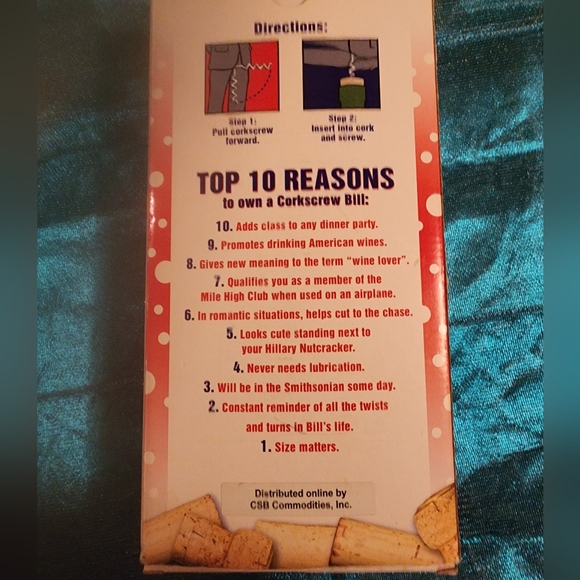 Directions:
Step 1:
Pull corkscrew
forward.
Step 2:
Insert into cork
and screw.
TOP 10 REASONS
to own a Corkscrew Bill:
10. Adds class to any dinner party.
9. Promotes drinking American wines.
8. Gives new meaning to the term "wine lover".
7. Qualifies you as a member of the
Mile High Club when used on an airplane.
6. In romantic situations, helps cut to the chase.
5. Looks cute standing next to
your Hillary Nutcracker.
4. Never needs lubrication.
3. Will be in the Smithsonian some day.
2. Constant reminder of all the twists
and turns in Bill's life.
1. Size matters.
Distributed online by
CSB Commodities, Inc.